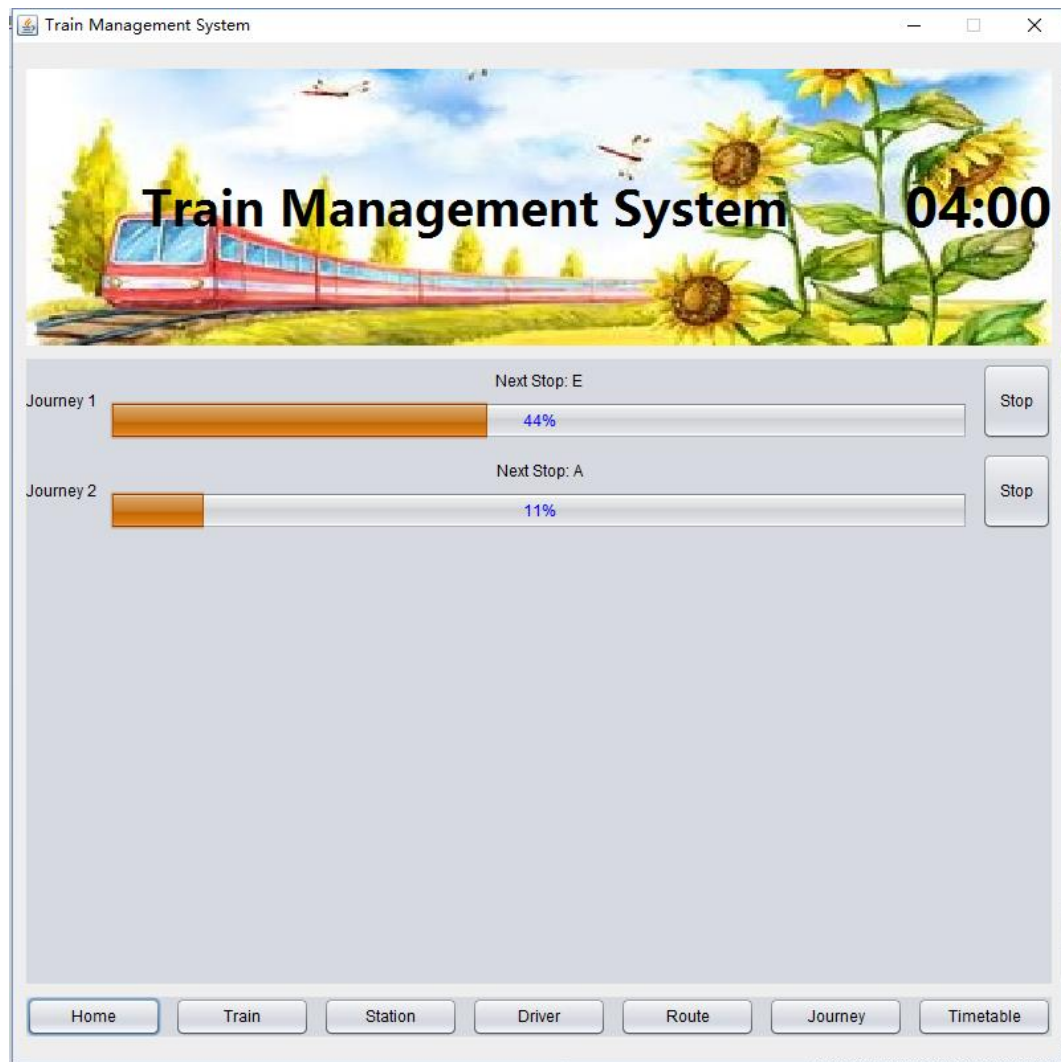 Train Management System
Train Management System 04:00
Next Stop: E
Journey 1
44%
Stop
Next Stop: A
Journey 2
11%
Stop
Home Train Station Driver Route Journey Timetable